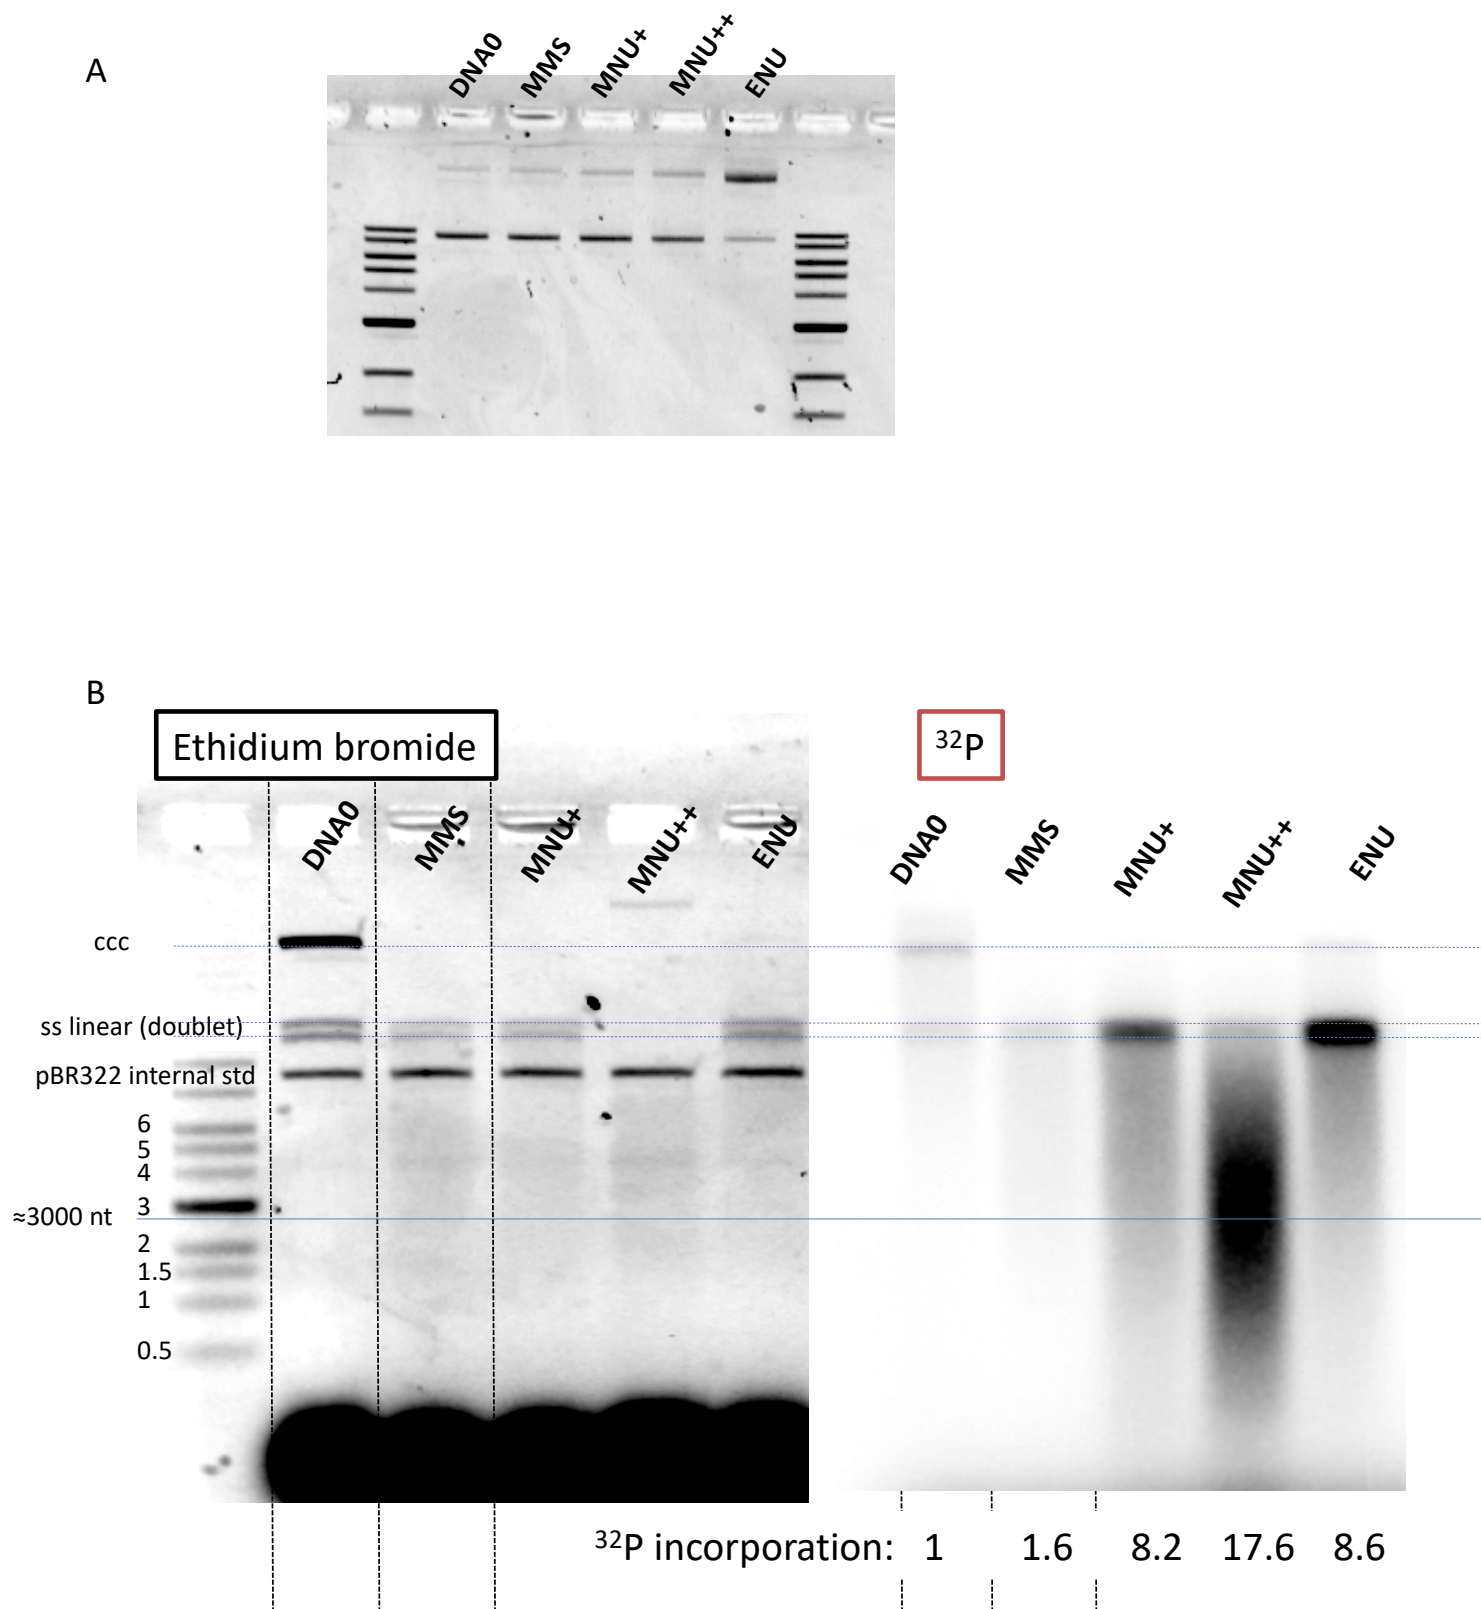 A
DNA0 MMS MNU+ MNU++ ENU
B
Ethidium bromide
32P
DNA0 MMS MNU+ MNU++ ENU
DNA0 MMS MNU+ MNU++ ENU
ccc
ss linear (doublet)
pBR322 internal std
6
5
4
3
≈3000 nt
2
1.5
1
0.5
32P incorporation: 1 1.6 8.2 17.6 8.6